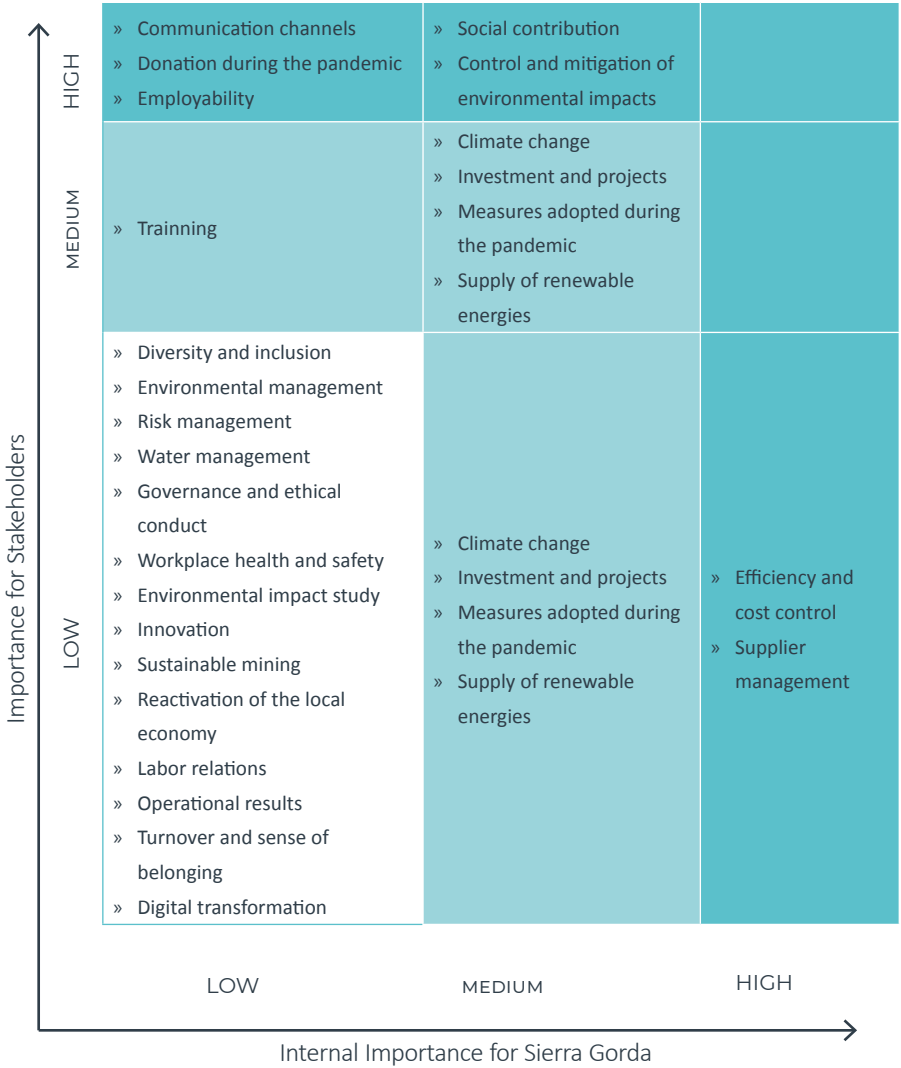 Importance for Stakeholders
HIGH
» Communication channels
» Donation during the pandemic
» Employability
» Social contribution
» Control and mitigation of
environmental impacts
MEDIUM
» Trainning
» Climate change
» Investment and projects
» Measures adopted during
the pandemic
» Supply of renewable
energies
LOW
» Diversity and inclusion
» Environmental management
» Risk management
» Water management
» Governance and ethical
conduct
» Workplace health and safety
» Environmental impact study
» Innovation
» Sustainable mining
» Reactivation of the local
economy
» Labor relations
» Operational results
» Turnover and sense of
belonging
» Digital transformation
» Climate change
» Investment and projects
» Measures adopted during
the pandemic
» Supply of renewable
energies
» Efficiency and
cost control
» Supplier
management
LOW
MEDIUM
HIGH
Internal Importance for Sierra Gorda